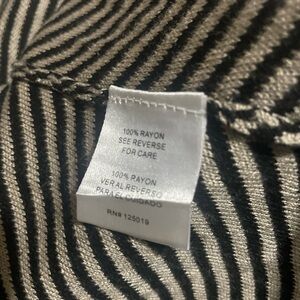 100% RAYON
SEE REVERSE
FOR CARE
100% RAYON
VER AL REVERSO
PARA EL CUIDADO
RN# 125019